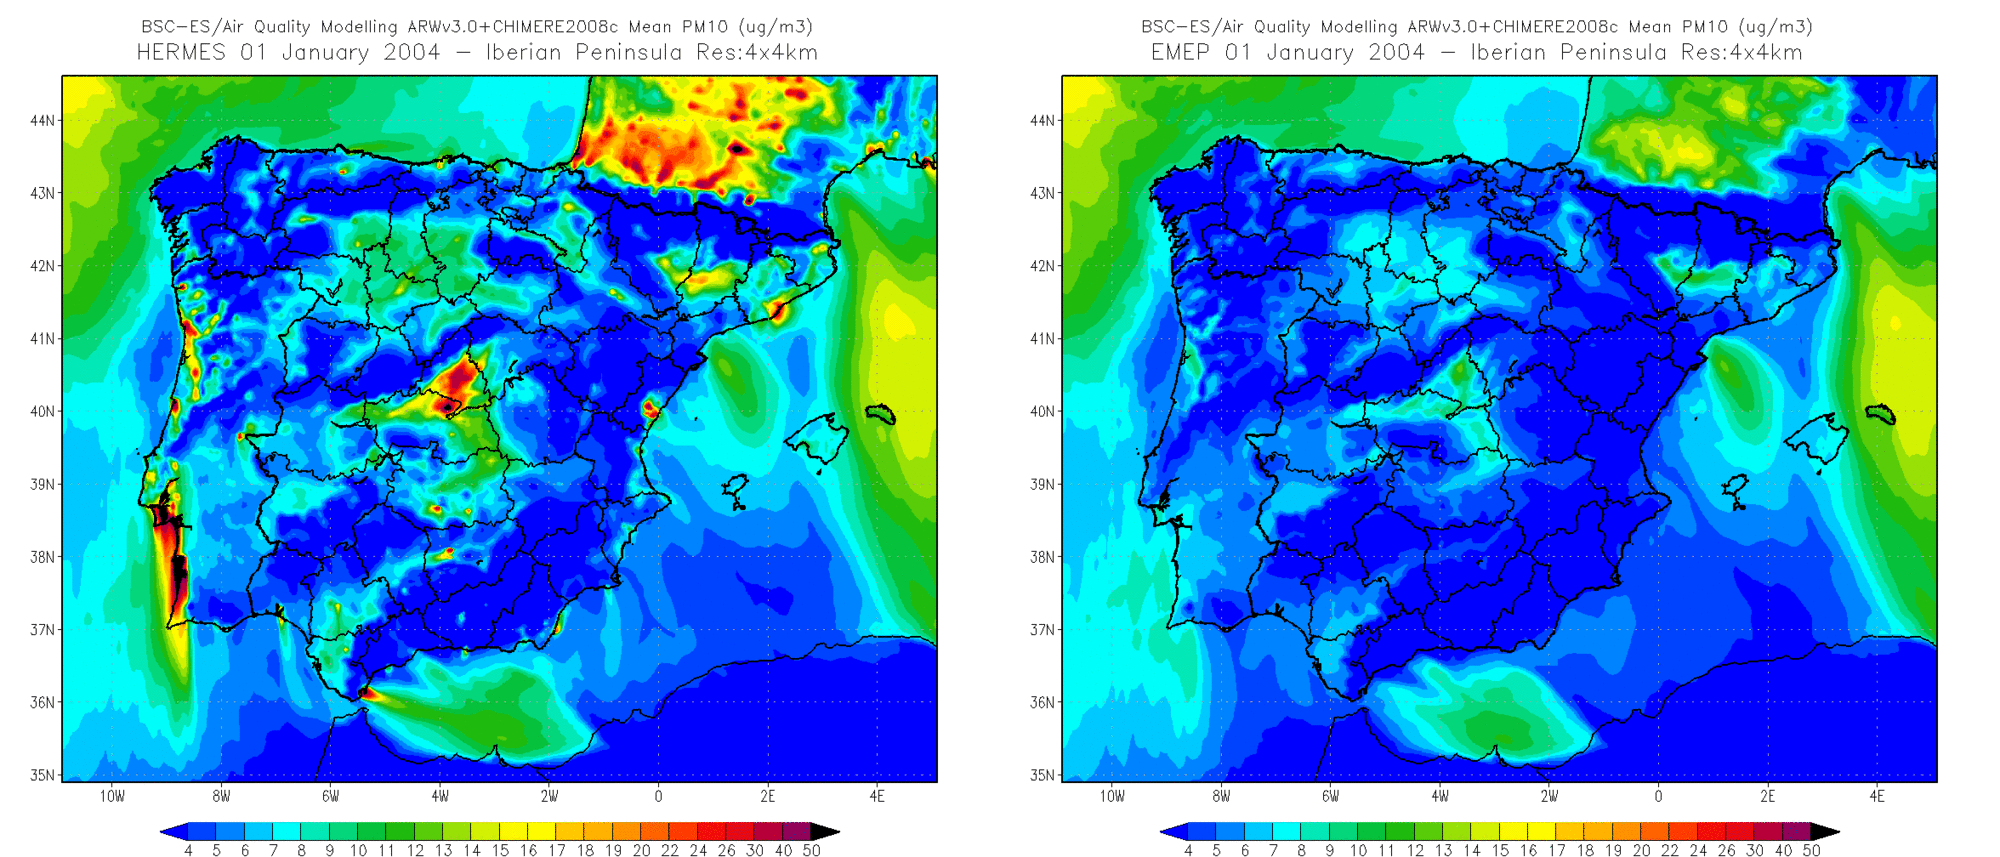 BSC-ES/Air Quality Modelling ARWv3.0+CHIMERE2008c Mean PM10 (ug/m3)
HERMES 01 January 2004 - Iberian Peninsula Res:4x4km
44N
43N
42N
41N
40N
39N
38N
37N
36N
35N
10W 8W 6W 4W 2W 0 2E 4E
4 5 6 7 8 9 10 11 12 13 14 15 16 17 18 19 20 22 24 26 30 40 50
BSC-ES/Air Quality Modelling ARWv3.0+CHIMERE2008c Mean PM10 (ug/m3)
EMEP 01 January 2004 - Iberian Peninsula Res:4x4km
44N
43N
42N
41N
40N
39N
38N
37N
36N
35N
10W 8W 6W 4W 2W 0 2E 4E
4 5 6 7 8 9 10 11 12 13 14 15 16 17 18 19 20 22 24 26 30 40 50